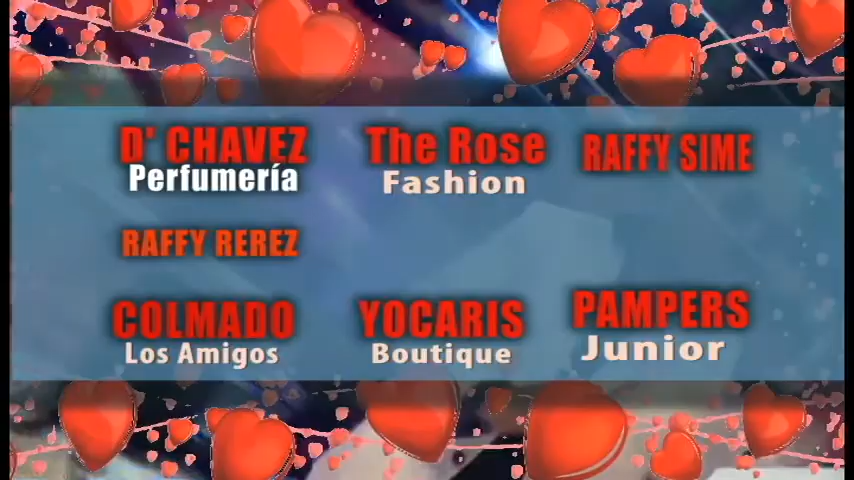 D' CHAVEZ
Perfumería
The Rose
Fashion
RAFFY SIME
RAFFY REREZ
COLMADO
Los Amigos
YOCARIS
Boutique
PAMPERS
Junior